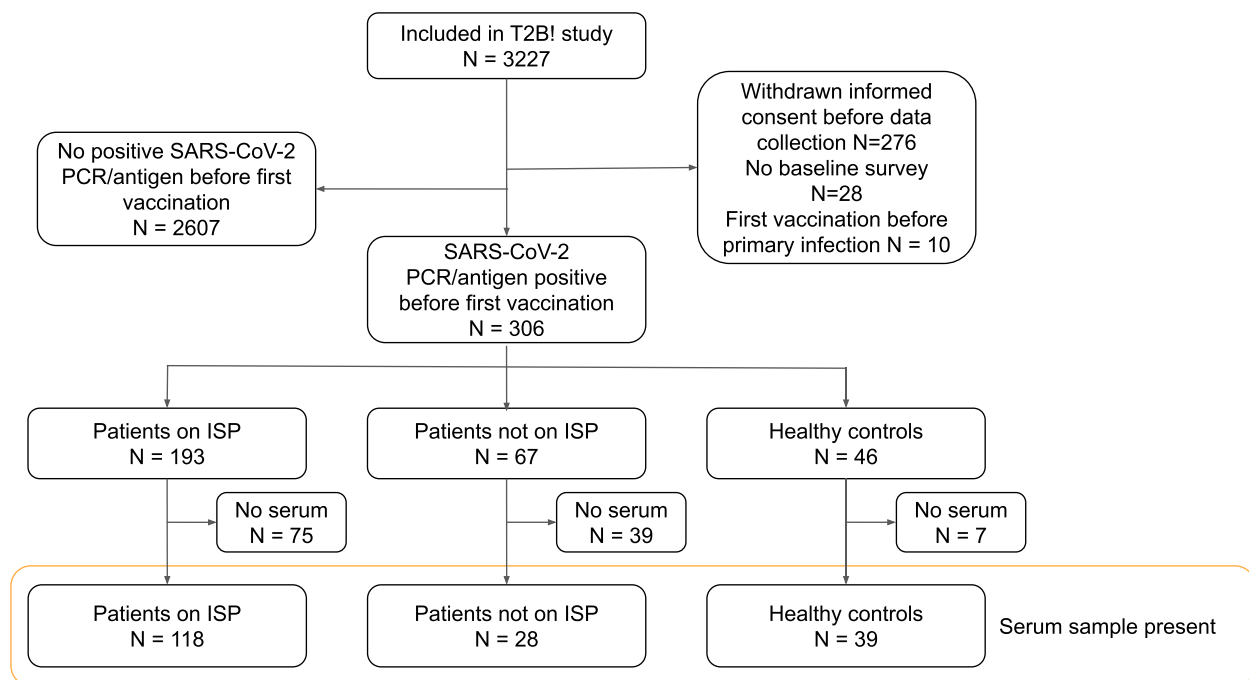 Included in T2B! study
N = 3227
Withdrawn informed
consent before data
collection N=276
No baseline survey
N=28
First vaccination before
primary infection N = 10
No positive SARS-CoV-2
PCR/antigen before first
vaccination
N = 2607
SARS-CoV-2
PCR/antigen positive
before first vaccination
N = 306
Patients on ISP
N = 193
Patients not on ISP
N = 67
Healthy controls
N = 46
No serum
N = 75
No serum
N = 39
No serum
N = 7
Patients on ISP
N = 118
Patients not on ISP
N = 28
Healthy controls
N = 39
Serum sample present